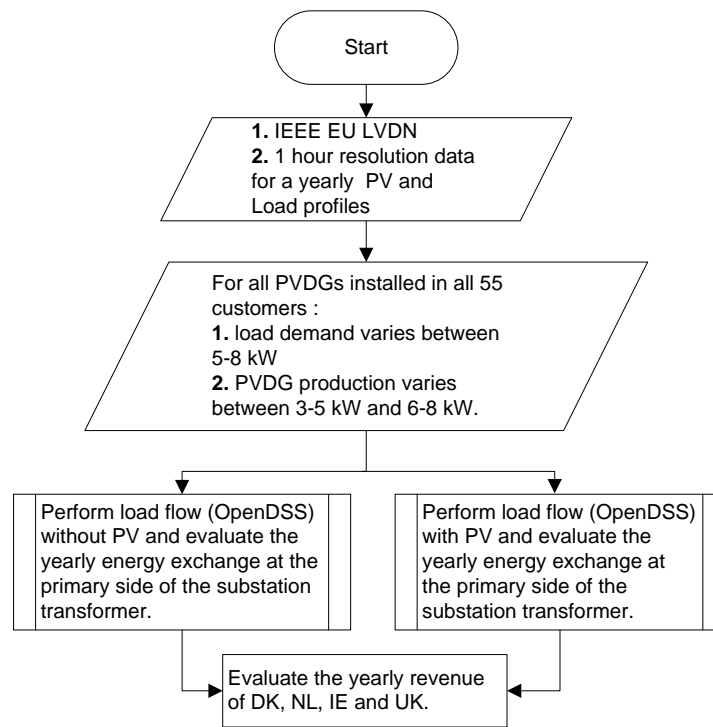 Start
1. IEEE EU LVDN
2. 1 hour resolution data
for a yearly PV and
Load profiles
For all PVDGs installed in all 55
customers :
1. load demand varies between
5-8 kW
2. PVDG production varies
between 3-5 kW and 6-8 kW.
Perform load flow (OpenDSS)
without PV and evaluate the
yearly energy exchange at the
primary side of the substation
transformer.
Perform load flow (OpenDSS)
with PV and evaluate the
yearly energy exchange at
the primary side of the
substation transformer.
Evaluate the yearly revenue
of DK, NL, IE and UK.